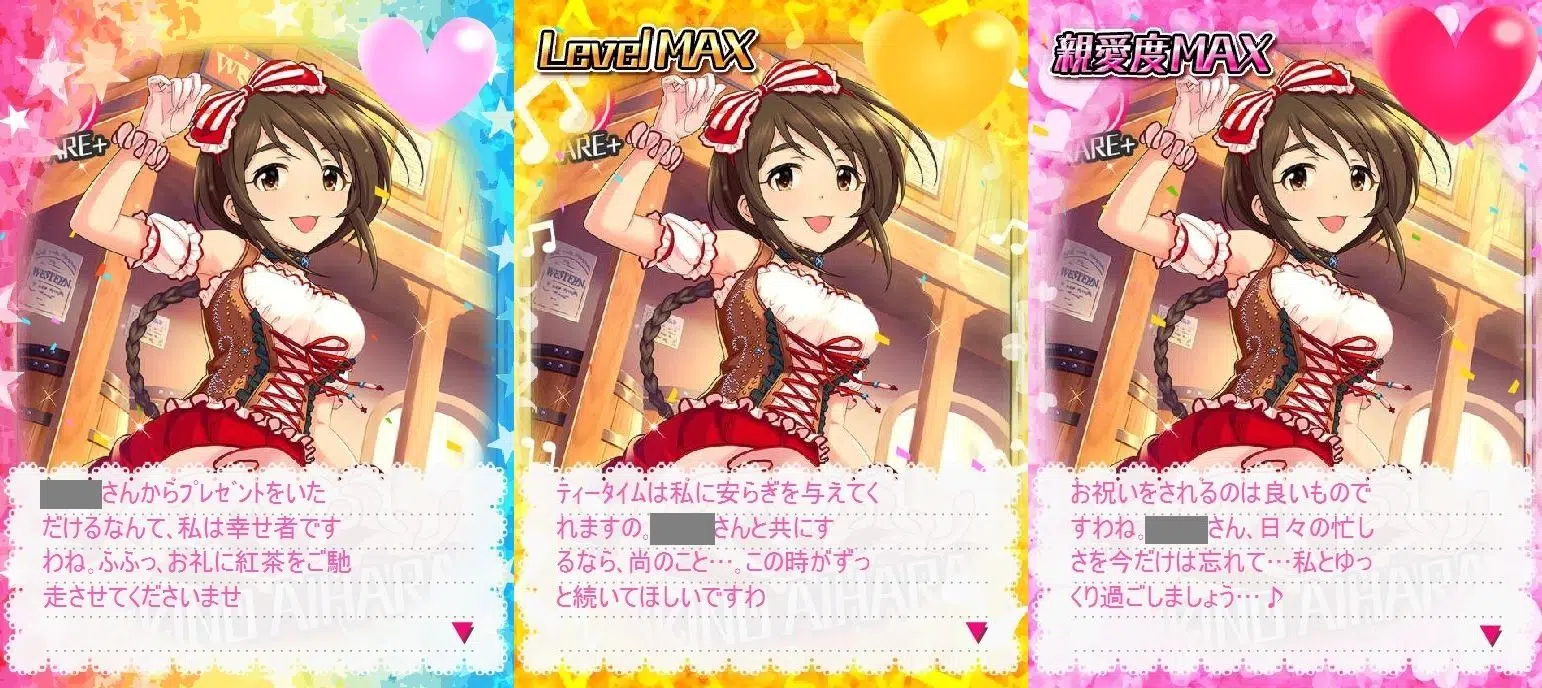 WES
ARE+
WESTERN
さんからﾌﾟﾚｾﾞﾝﾄをいた
だけるなんて､私は幸せ者です
わね｡ふふっ､お礼に紅茶をご馳
走させてくださいませ
Level MAX
ARE+
WESTERN
ﾃｨｰﾀｲﾑは私に安らぎを与えてく
れますの｡ さんと共にす
るなら､尚のこと…｡この時がずっ
と続いてほしいですわ
親愛度MAX
ARE+
WESTERN
お祝いをされるのは良いもので
すわね｡ さん､日々の忙し
さを今だけは忘れて…私とゆっ
くり過ごしましょう…♪